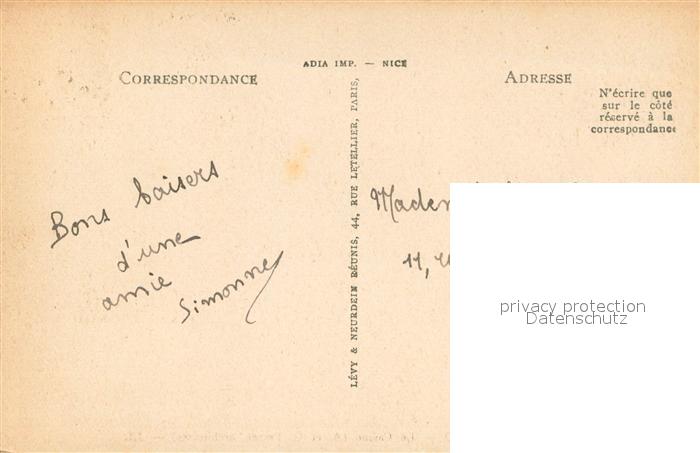 ADIA IMP. — NICE
CORRESPONDANCE
ADRESSE
N'écrire que
sur le côté
réservé à la
correspondance
Bons baisers
d'une
amie
Simonne
LÉVY & NEURDEIN RÉUNIS, 44, RUE LETELLIER, PARIS,
11,
privacy protection
Datenschutz